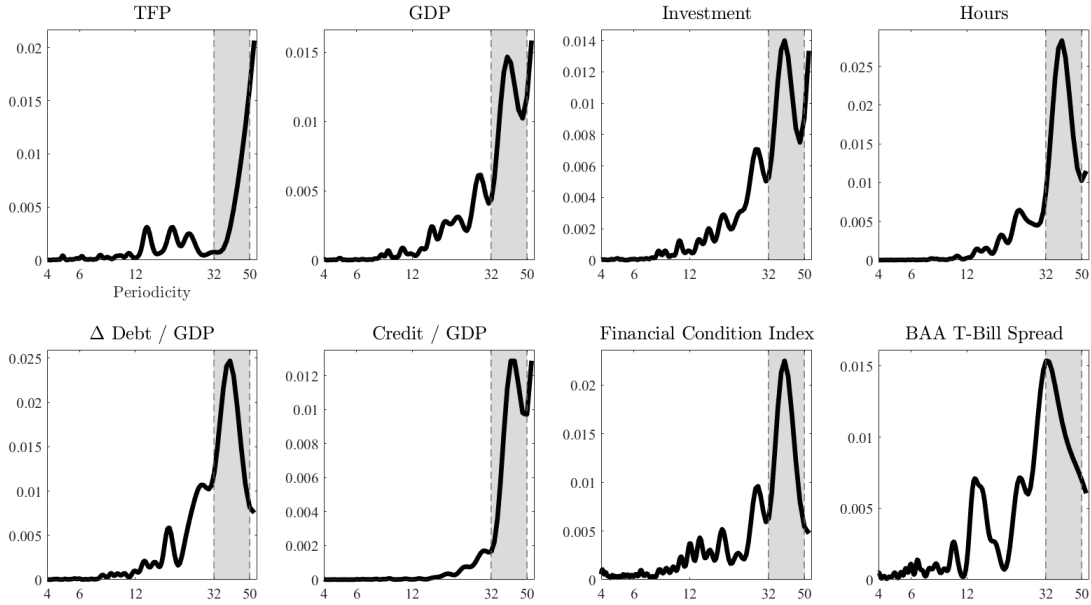 TFP
0.02
0.015
0.01
0.005
0
4 6 12 32 50
Periodicity
GDP
0.015
0.01
0.005
0
4 6 12 32 50
Investment
0.014
0.012
0.01
0.008
0.006
0.004
0.002
0
4 6 12 32 50
Hours
0.025
0.02
0.015
0.01
0.005
0
4 6 12 32 50
Δ Debt / GDP
0.025
0.02
0.015
0.01
0.005
0
4 6 12 32 50
Credit / GDP
0.012
0.01
0.008
0.006
0.004
0.002
0
4 6 12 32 50
Financial Condition Index
0.02
0.015
0.01
0.005
0
4 6 12 32 50
BAA T-Bill Spread
0.015
0.01
0.005
0
4 6 12 32 50